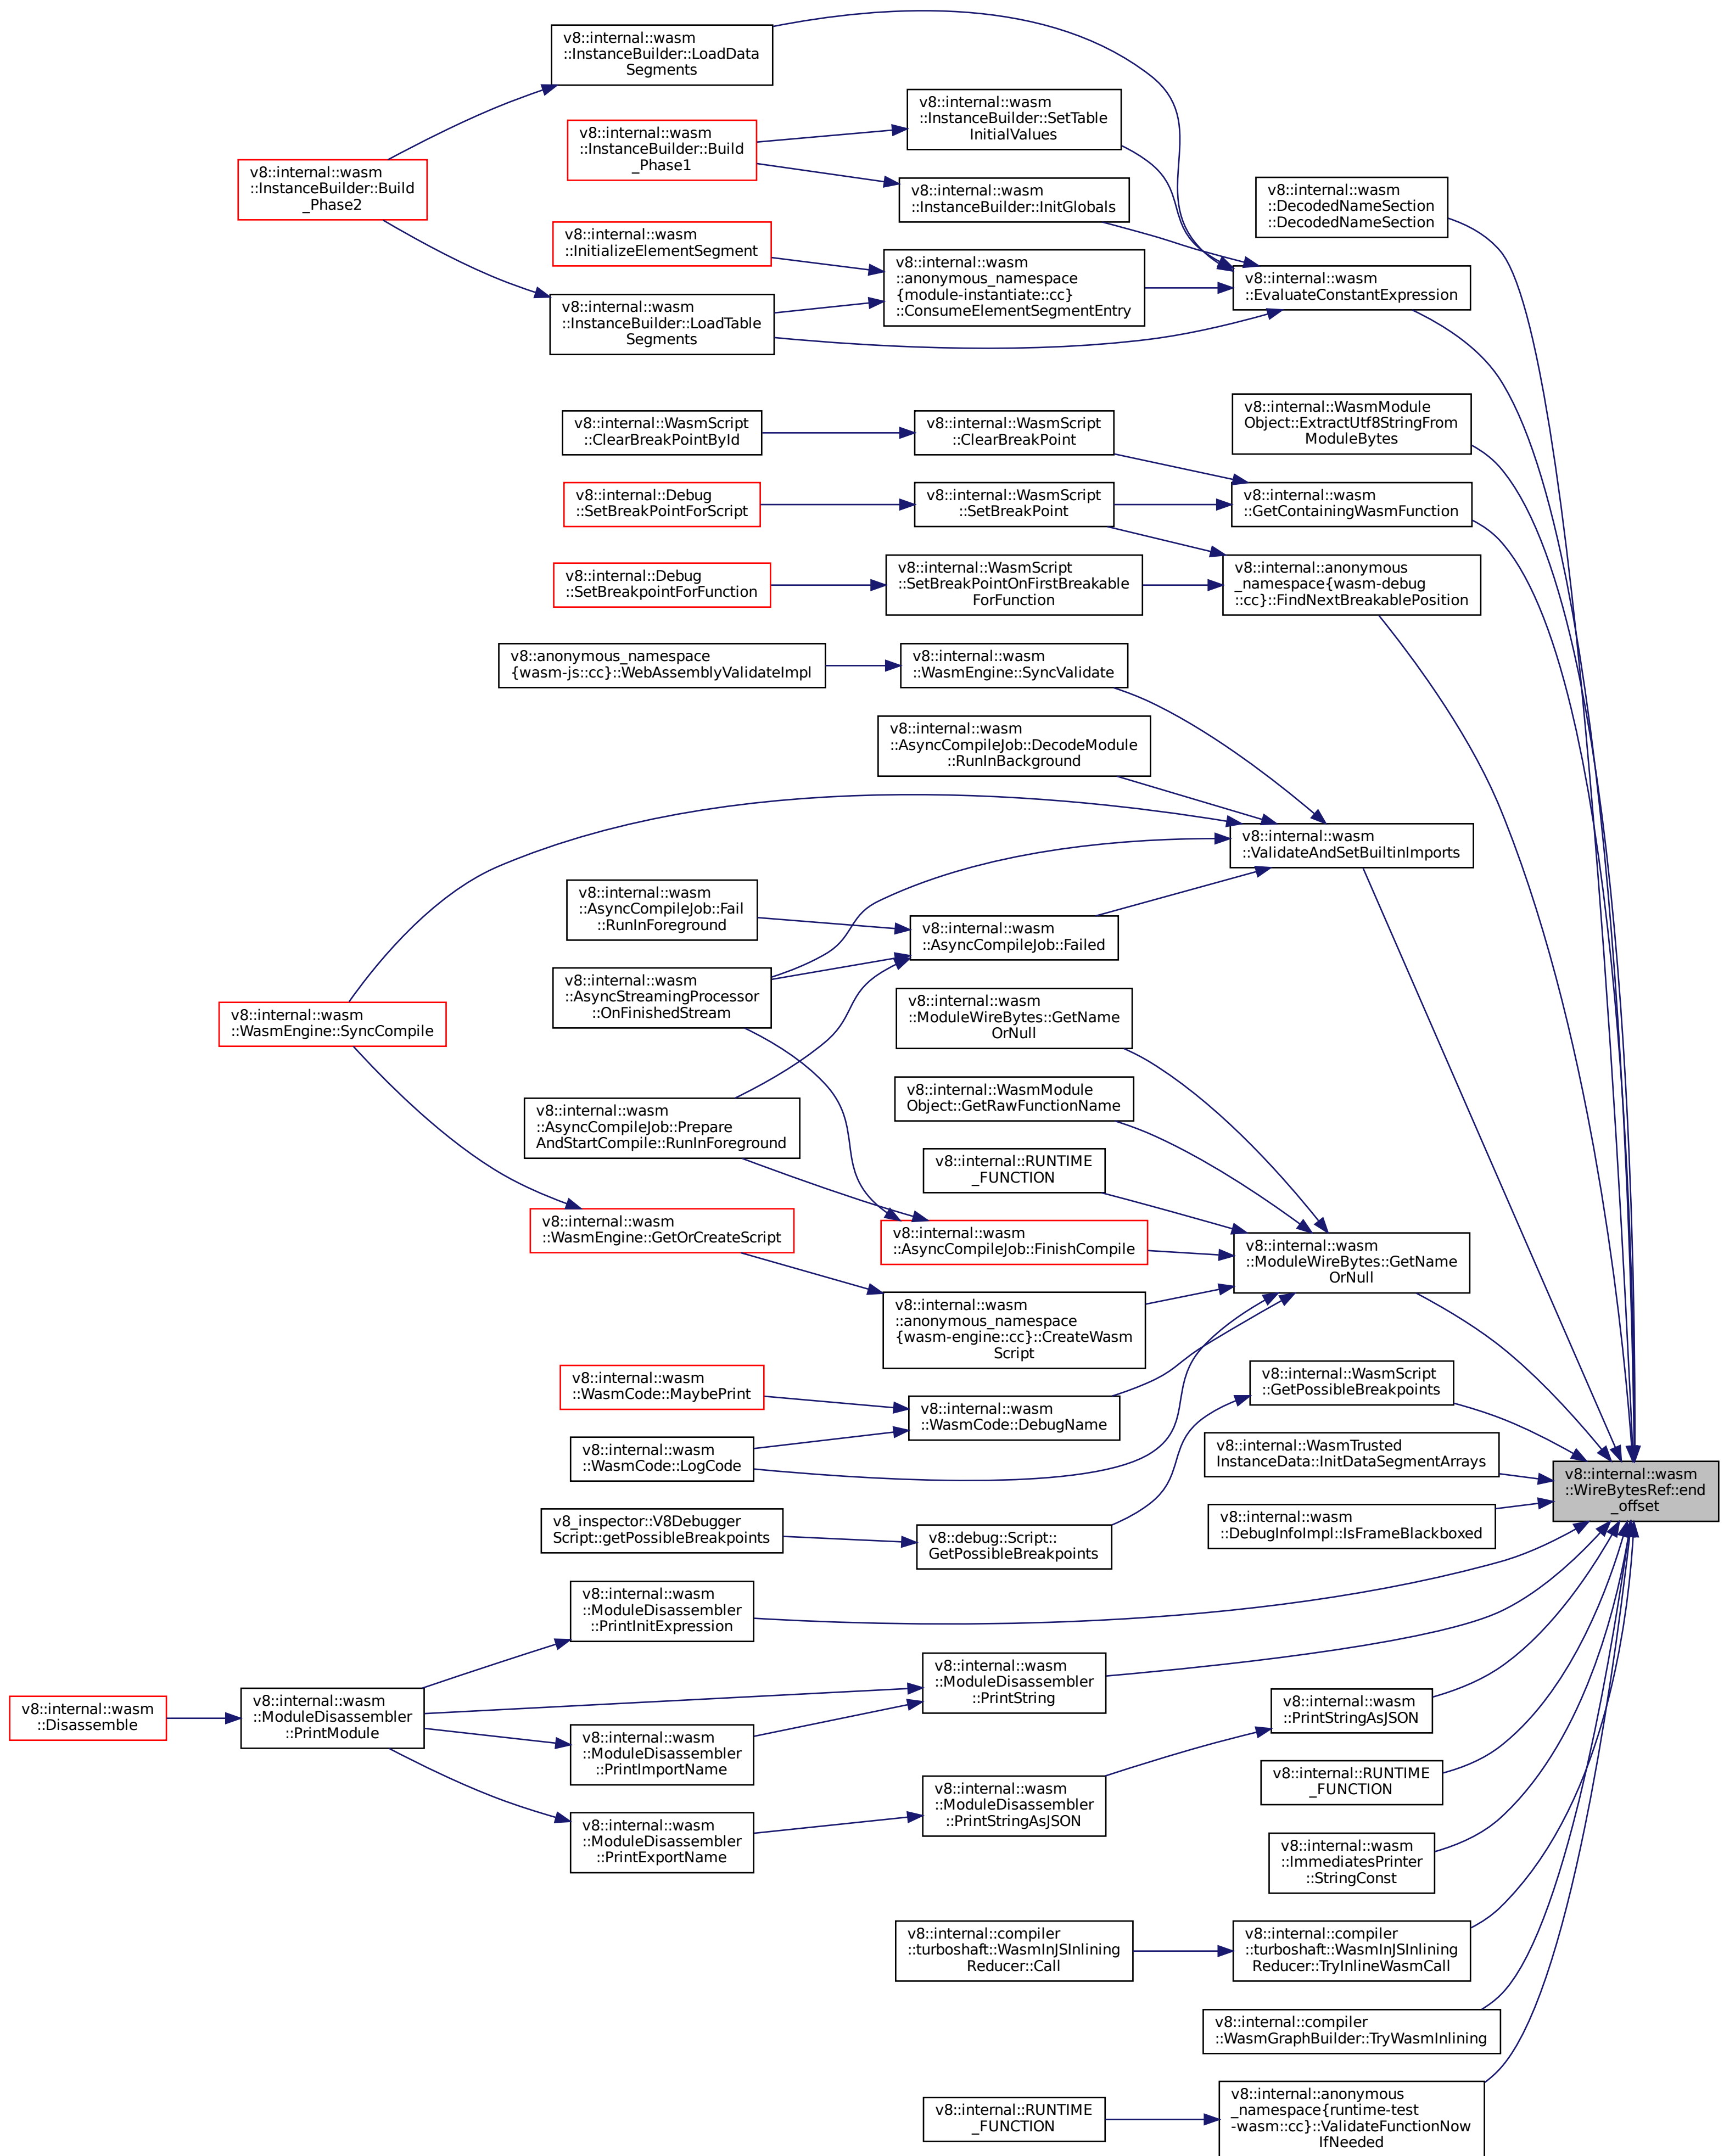 v8::internal::wasm
::InstanceBuilder::LoadData
Segments
v8::internal::wasm
::InstanceBuilder::SetTable
InitialValues
v8::internal::wasm
::InstanceBuilder::Build
_Phase1
v8::internal::wasm
::InstanceBuilder::Build
_Phase2
v8::internal::wasm
::InstanceBuilder::InitGlobals
v8::internal::wasm
::DecodedNameSection
::DecodedNameSection
v8::internal::wasm
::InitializeElementSegment
v8::internal::wasm
::anonymous_namespace
{module-instantiate::cc}
::ConsumeElementSegmentEntry
v8::internal::wasm
::EvaluateConstantExpression
v8::internal::wasm
::InstanceBuilder::LoadTable
Segments
v8::internal::WasmScript
::ClearBreakPointById
v8::internal::WasmScript
::ClearBreakPoint
v8::internal::WasmModule
Object::ExtractUtf8StringFrom
ModuleBytes
v8::internal::Debug
::SetBreakPointForScript
v8::internal::WasmScript
::SetBreakPoint
v8::internal::wasm
::GetContainingWasmFunction
v8::internal::Debug
::SetBreakpointForFunction
v8::internal::WasmScript
::SetBreakPointOnFirstBreakable
ForFunction
v8::internal::anonymous
_namespace{wasm-debug
::cc}::FindNextBreakablePosition
v8::anonymous_namespace
{wasm-js::cc}::WebAssemblyValidateImpl
v8::internal::wasm
::WasmEngine::SyncValidate
v8::internal::wasm
::AsyncCompileJob::DecodeModule
::RunInBackground
v8::internal::wasm
::ValidateAndSetBuiltinImports
v8::internal::wasm
::AsyncCompileJob::Fail
::RunInForeground
v8::internal::wasm
::AsyncCompileJob::Failed
v8::internal::wasm
::AsyncStreamingProcessor
::OnFinishedStream
v8::internal::wasm
::WasmEngine::SyncCompile
v8::internal::wasm
::ModuleWireBytes::GetName
OrNull
v8::internal::WasmModule
Object::GetRawFunctionName
v8::internal::wasm
::AsyncCompileJob::Prepare
AndStartCompile::RunInForeground
v8::internal::RUNTIME
_FUNCTION
v8::internal::wasm
::WasmEngine::GetOrCreateScript
v8::internal::wasm
::AsyncCompileJob::FinishCompile
v8::internal::wasm
::ModuleWireBytes::GetName
OrNull
v8::internal::wasm
::anonymous_namespace
{wasm-engine::cc}::CreateWasm
Script
v8::internal::wasm
::WasmCode::MaybePrint
v8::internal::wasm
::WasmCode::DebugName
v8::internal::WasmScript
::GetPossibleBreakpoints
v8::internal::wasm
::WasmCode::LogCode
v8::internal::WasmTrusted
InstanceData::InitDataSegmentArrays
v8::internal::wasm
::WireBytesRef::end
_offset
v8::internal::wasm
::DebugInfoImpl::IsFrameBlackboxed
v8_inspector::V8Debugger
Script::getPossibleBreakpoints
v8::debug::Script::
GetPossibleBreakpoints
v8::internal::wasm
::ModuleDisassembler
::PrintInitExpression
v8::internal::wasm
::ModuleDisassembler
::PrintString
v8::internal::wasm
::Disassemble
v8::internal::wasm
::ModuleDisassembler
::PrintModule
v8::internal::wasm
::PrintStringAsJSON
v8::internal::wasm
::ModuleDisassembler
::PrintImportName
v8::internal::RUNTIME
_FUNCTION
v8::internal::wasm
::ModuleDisassembler
::PrintStringAsJSON
v8::internal::wasm
::ModuleDisassembler
::PrintExportName
v8::internal::wasm
::ImmediatesPrinter
::StringConst
v8::internal::compiler
::turboshaft::WasmInJSInlining
Reducer::Call
v8::internal::compiler
::turboshaft::WasmInJSInlining
Reducer::TryInlineWasmCall
v8::internal::compiler
::WasmGraphBuilder::TryWasmInlining
v8::internal::RUNTIME
_FUNCTION
v8::internal::anonymous
_namespace{runtime-test
-wasm::cc}::ValidateFunctionNow
IfNeeded